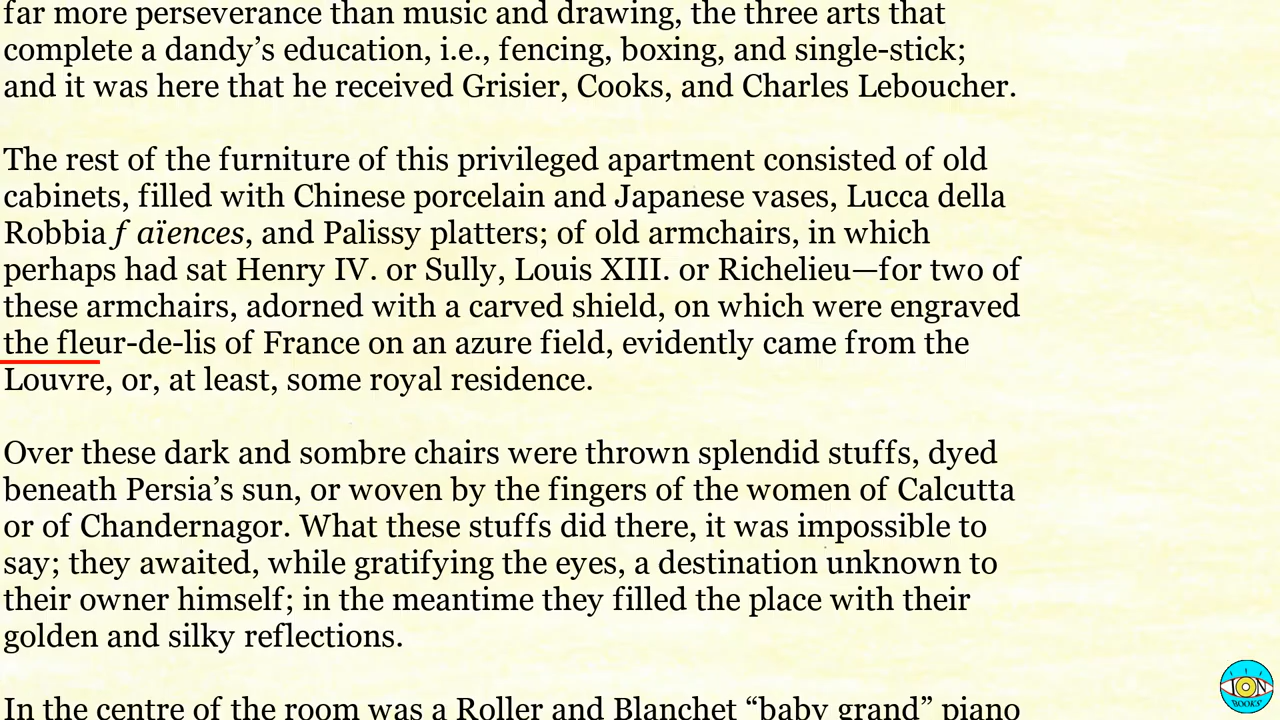 far more perseverance than music and drawing, the three arts that
complete a dandy’s education, i.e., fencing, boxing, and single-stick;
and it was here that he received Grisier, Cooks, and Charles Leboucher.
The rest of the furniture of this privileged apartment consisted of old
cabinets, filled with Chinese porcelain and Japanese vases, Lucca della
Robbia f aïences, and Palissy platters; of old armchairs, in which
perhaps had sat Henry IV. or Sully, Louis XIII. or Richelieu—for two of
these armchairs, adorned with a carved shield, on which were engraved
the fleur-de-lis of France on an azure field, evidently came from the
Louvre, or, at least, some royal residence.
Over these dark and sombre chairs were thrown splendid stuffs, dyed
beneath Persia’s sun, or woven by the fingers of the women of Calcutta
or of Chandernagor. What these stuffs did there, it was impossible to
say; they awaited, while gratifying the eyes, a destination unknown to
their owner himself; in the meantime they filled the place with their
golden and silky reflections.
In the centre of the room was a Roller and Blanchet “baby grand” piano
ION
BOOKS